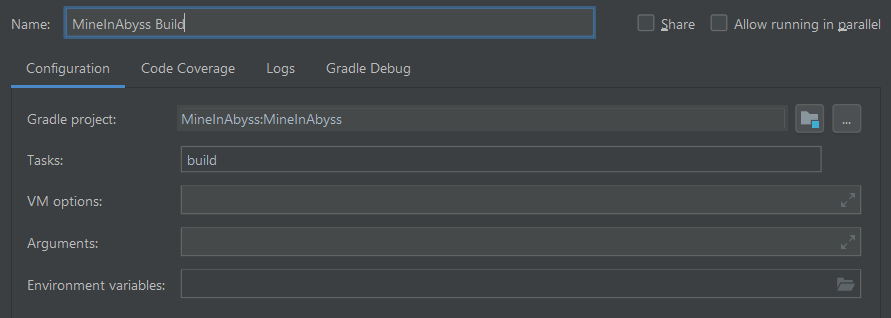 Name: MineInAbyss Build Share Allow running in parallel
Configuration Code Coverage Logs Gradle Debug
Gradle project: MineInAbyss:MineInAbyss ...
Tasks: build
VM options:
Arguments:
Environment variables: